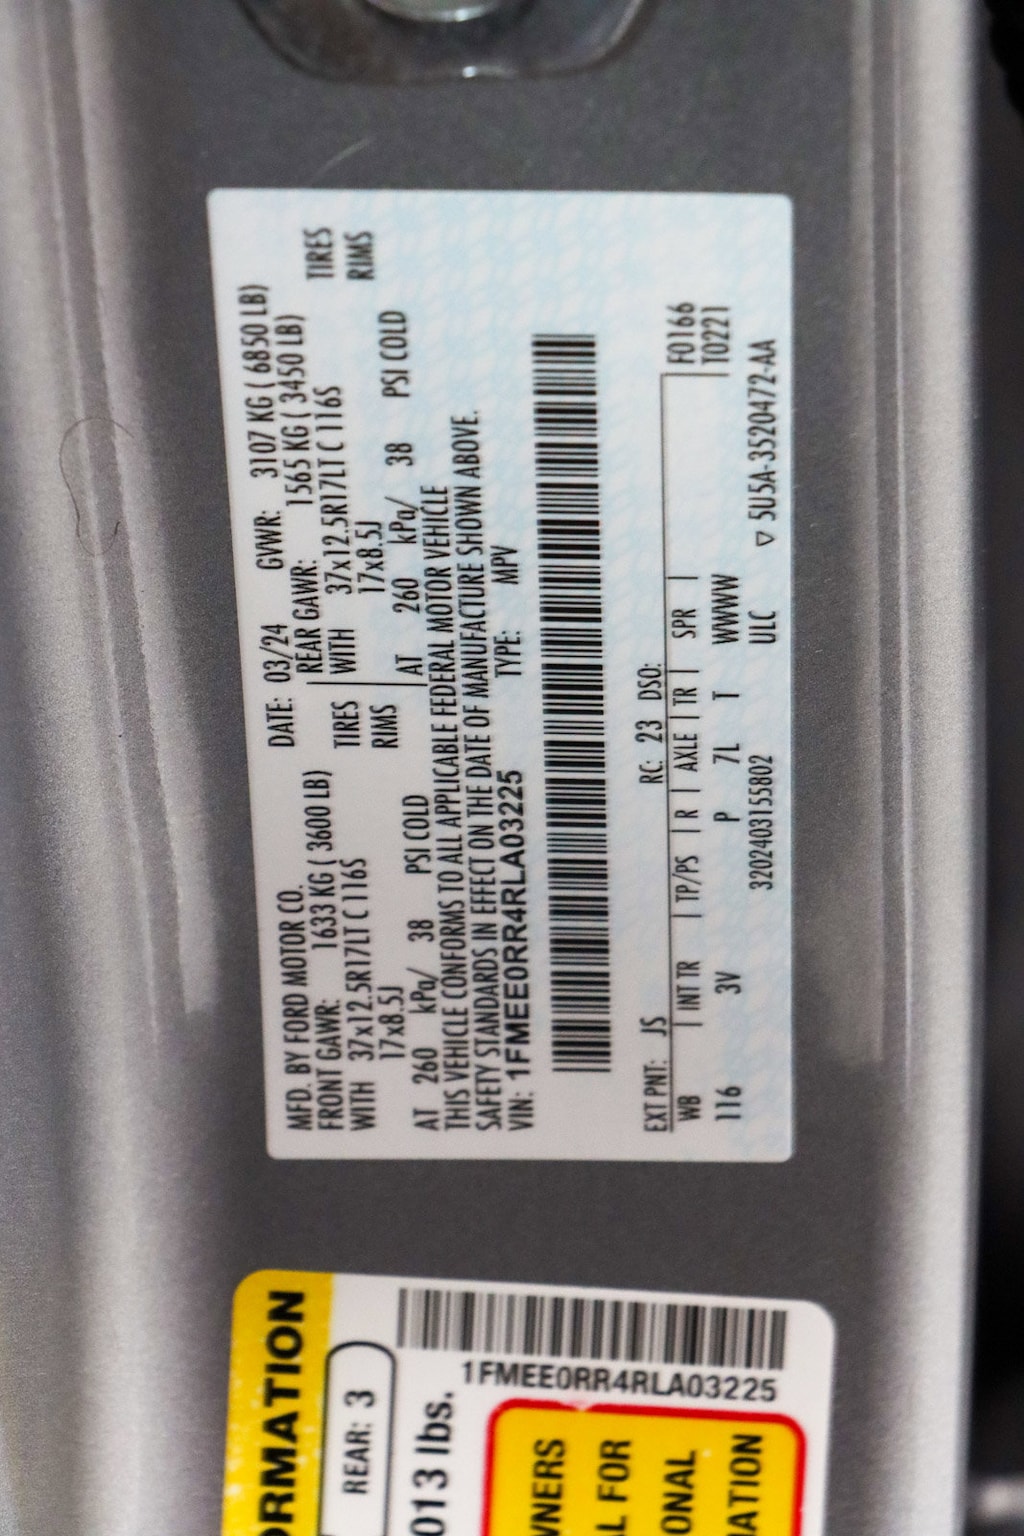 MFD. BY FORD MOTOR CO. DATE: 03/24 GVWR: 3107 KG ( 6850 LB)
FRONT GAWR: 1633 KG ( 3600 LB) REAR GAWR: 1565 KG ( 3450 LB)
WITH 37x12.5R17LT C 116S TIRES WITH 37x12.5R17LT C 116S TIRES
17x8.5J RIMS 17x8.5J RIMS
AT 260 kPa/ 38 PSI COLD AT 260 kPa/ 38 PSI COLD
THIS VEHICLE CONFORMS TO ALL APPLICABLE FEDERAL MOTOR VEHICLE
SAFETY STANDARDS IN EFFECT ON THE DATE OF MANUFACTURE SHOWN ABOVE.
VIN: 1FMEE0RR4RLA03225 TYPE: MPV
EXT PNT: JS RC: 23 DSO:
WB | INT TR | TP/PS | R | AXLE | TR | SPR | F0166
116 3V P 7L T WWWW T0221
3202403155802 ULC ▽ 5U5A-3520472-AA
ORMATION
REAR: 3
013 lbs.
1FMEE0RR4RLA03225
WNERS
AL FOR
ONAL
ATION